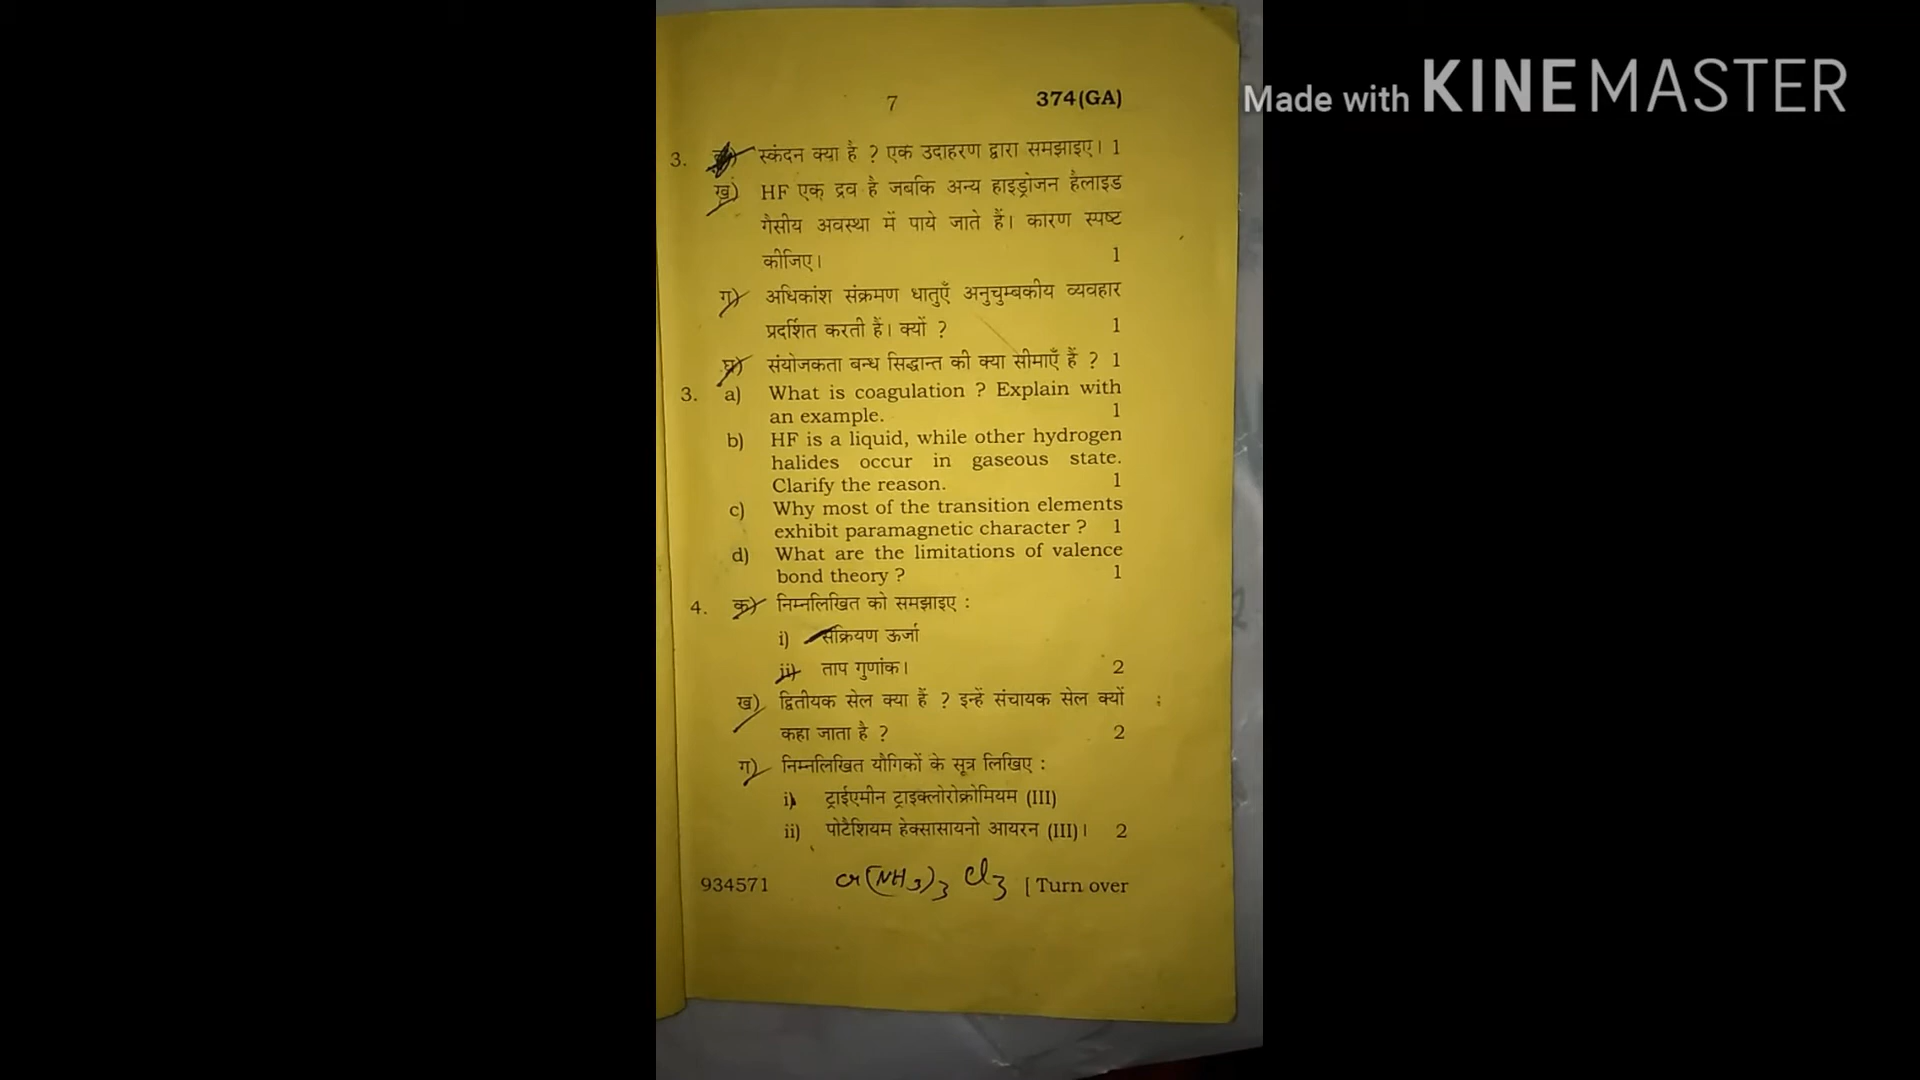 Made with KINEMASTER
7 374(GA)
3. स्कंदन क्या है ? एक उदाहरण द्वारा समझाइए। 1
ख) HF एक द्रव है जबकि अन्य हाइड्रोजन हैलाइड
गैसीय अवस्था में पाये जाते हैं। कारण स्पष्ट
कीजिए। 1
ग) अधिकांश संक्रमण धातुएँ अनुचुम्बकीय व्यवहार
प्रदर्शित करती हैं। क्यों ? 1
घ) संयोजकता बन्ध सिद्धान्त की क्या सीमाएँ हैं ? 1
3. a) What is coagulation ? Explain with
an example. 1
b) HF is a liquid, while other hydrogen
halides occur in gaseous state.
Clarify the reason. 1
c) Why most of the transition elements
exhibit paramagnetic character ? 1
d) What are the limitations of valence
bond theory ? 1
4. क) निम्नलिखित को समझाइए :
i) सक्रियण ऊर्जा
ii) ताप गुणांक। 2
ख) द्वितीयक सेल क्या हैं ? इन्हें संचायक सेल क्यों
कहा जाता है ? 2
ग) निम्नलिखित यौगिकों के सूत्र लिखिए :
i) ट्राईएमीन ट्राइक्लोरोक्रोमियम (III)
ii) पोटैशियम हेक्सासायनो आयरन (III)। 2
934571 Cr(NH3)3 Cl3 [ Turn over